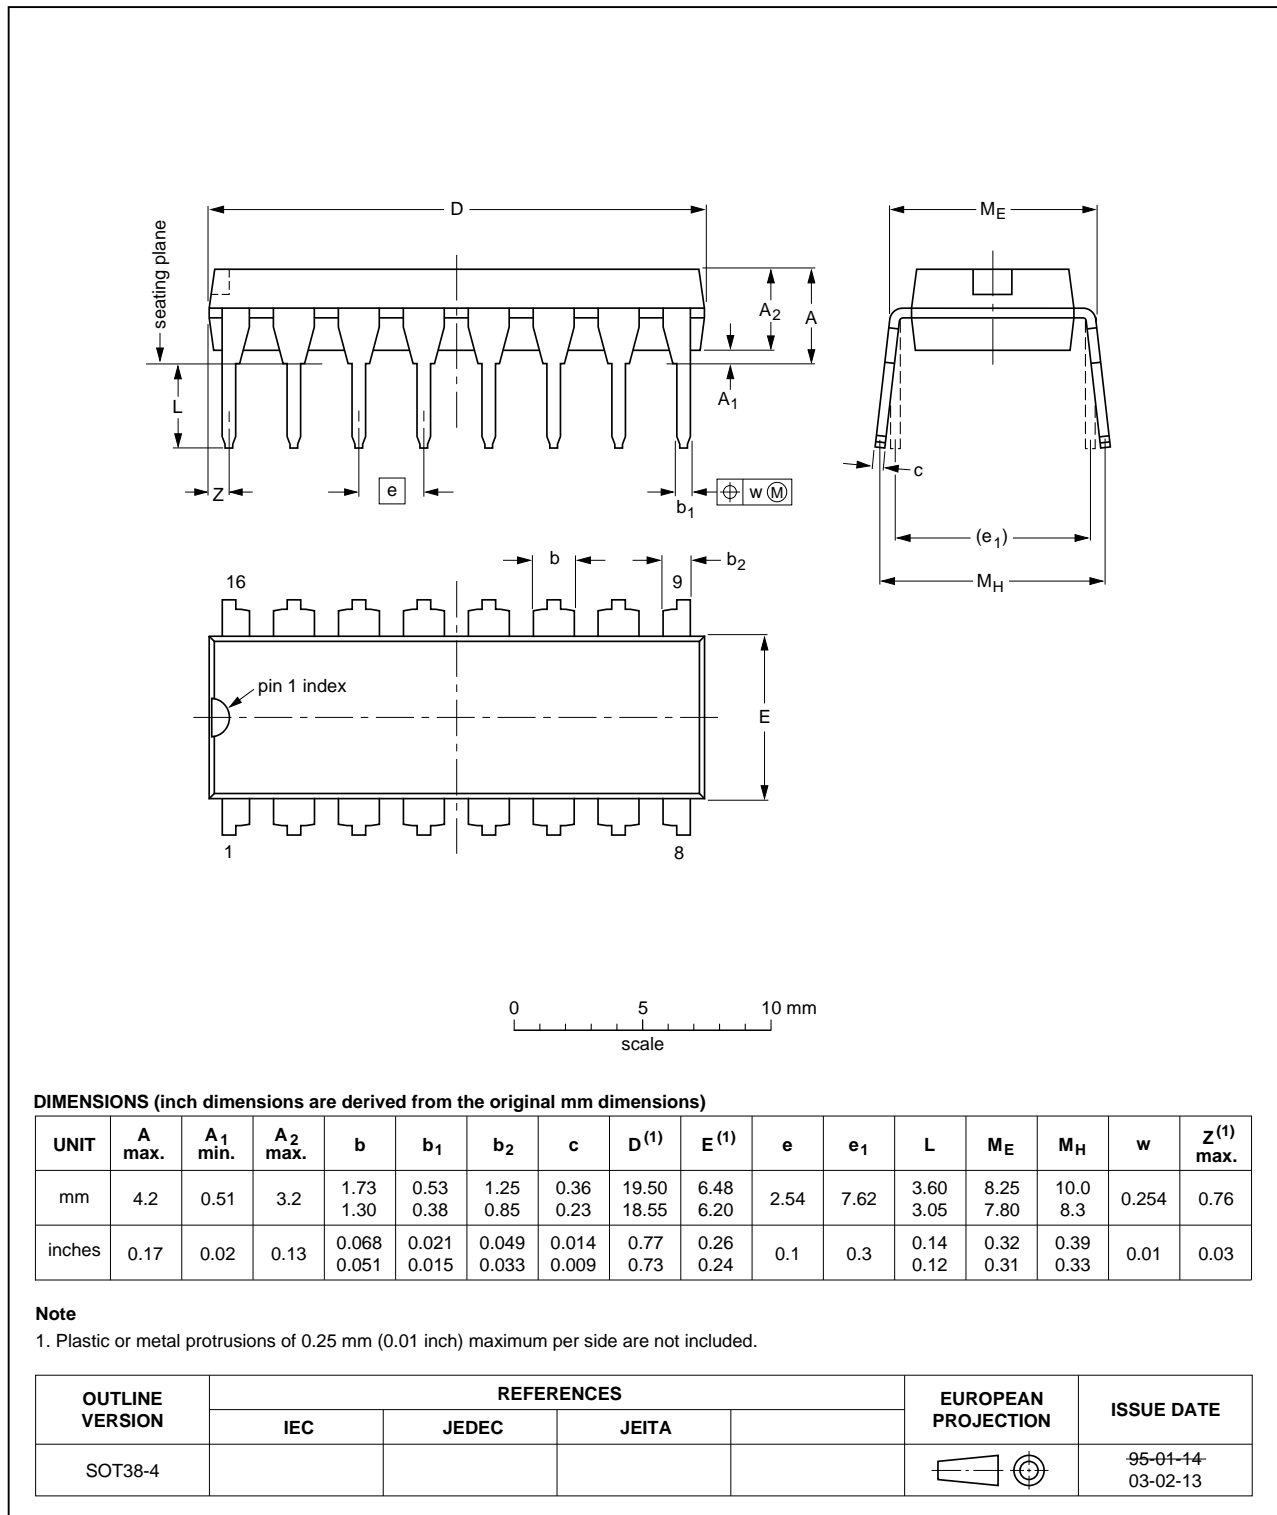 D
M_E
seating plane
A_2
A
L
A_1
Z
e
b_1
w M
c
(e_1)
M_H
b
b_2
16
9
pin 1 index
E
1
8
0 5 10 mm
scale
DIMENSIONS (inch dimensions are derived from the original mm dimensions)
UNIT A max. A1 min. A2 max. b b1 b2 c D(1) E(1) e e1 L ME MH w Z(1) max.
mm 4.2 0.51 3.2 1.73 1.30 0.53 0.38 1.25 0.85 0.36 0.23 19.50 18.55 6.48 6.20 2.54 7.62 3.60 3.05 8.25 7.80 10.0 8.3 0.254 0.76
inches 0.17 0.02 0.13 0.068 0.051 0.021 0.015 0.049 0.033 0.014 0.009 0.77 0.73 0.26 0.24 0.1 0.3 0.14 0.12 0.32 0.31 0.39 0.33 0.01 0.03
Note
1. Plastic or metal protrusions of 0.25 mm (0.01 inch) maximum per side are not included.
OUTLINE VERSION REFERENCES EUROPEAN PROJECTION ISSUE DATE
IEC JEDEC JEITA
SOT38-4 95-01-14
03-02-13